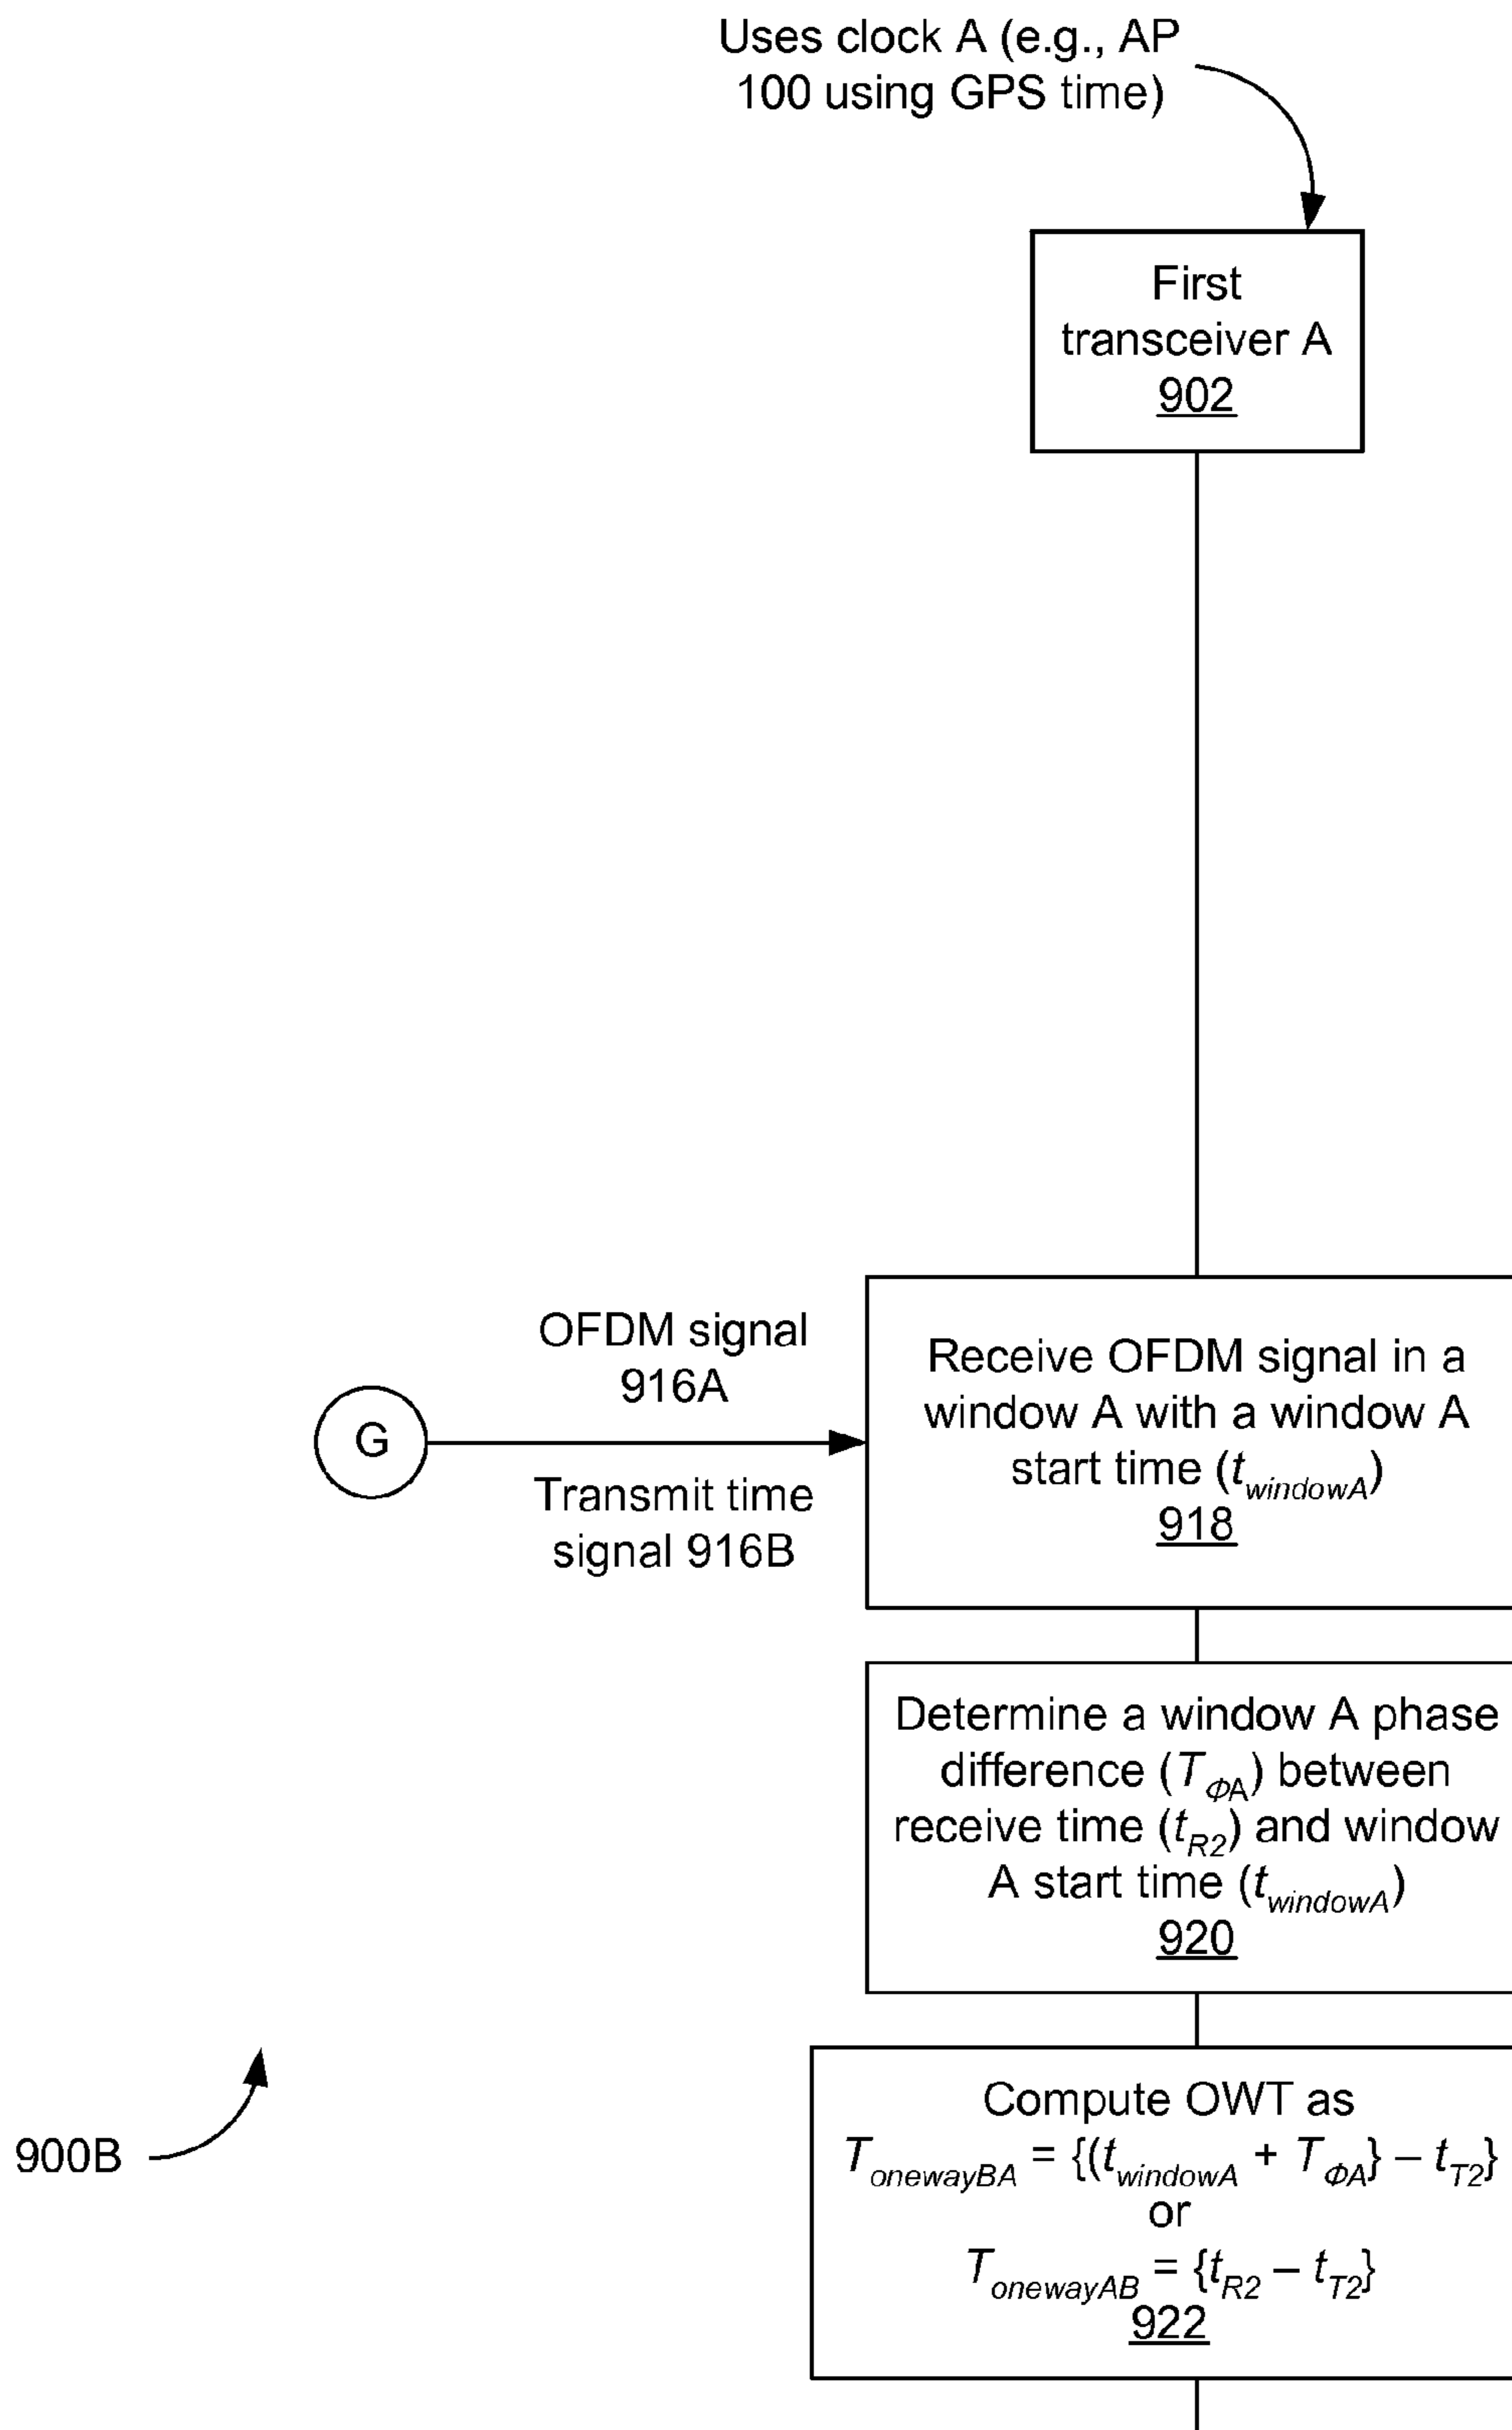 Uses clock A (e.g., AP
100 using GPS time)
First
transceiver A
902
OFDM signal
916A
G
Transmit time
signal 916B
Receive OFDM signal in a
window A with a window A
start time (t_windowA)
918
Determine a window A phase
difference (T_ΦA) between
receive time (t_R2) and window
A start time (t_windowA)
920
900B
Compute OWT as
T_onewayBA = {(t_windowA + T_ΦA} – t_T2}
or
T_onewayAB = {t_R2 – t_T2}
922